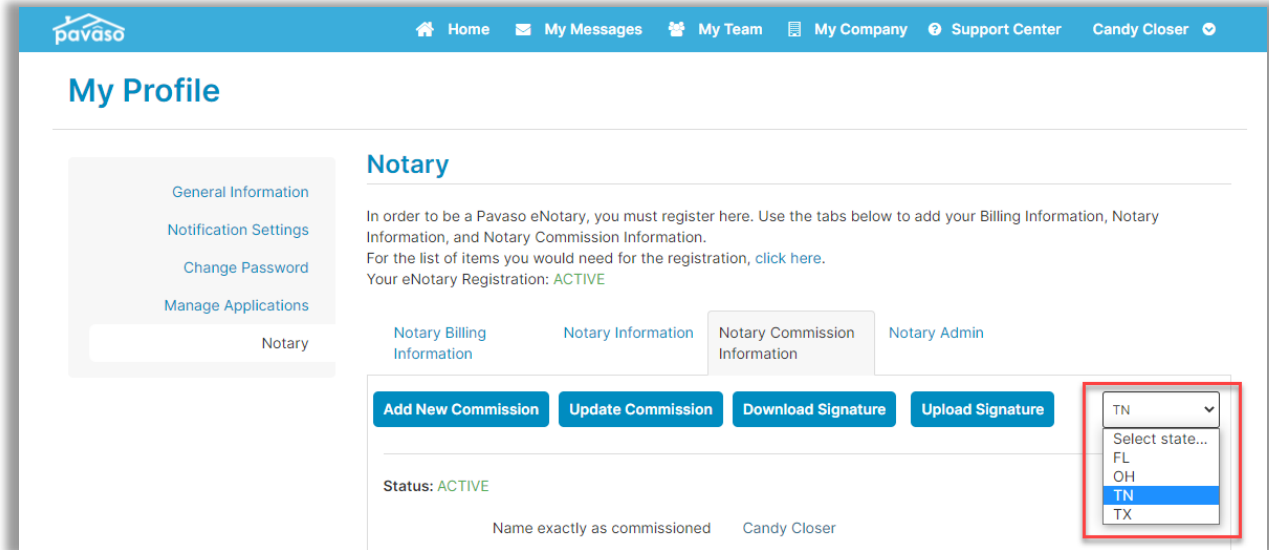 pavaso
Home My Messages My Team My Company Support Center Candy Closer
My Profile
General Information
Notification Settings
Change Password
Manage Applications
Notary
Notary
In order to be a Pavaso eNotary, you must register here. Use the tabs below to add your Billing Information, Notary
Information, and Notary Commission Information.
For the list of items you would need for the registration, click here.
Your eNotary Registration: ACTIVE
Notary Billing
Information
Notary Information
Notary Commission
Information
Notary Admin
Add New Commission Update Commission Download Signature Upload Signature TN
Select state...
FL
OH
TN
TX
Status: ACTIVE
Name exactly as commissioned Candy Closer